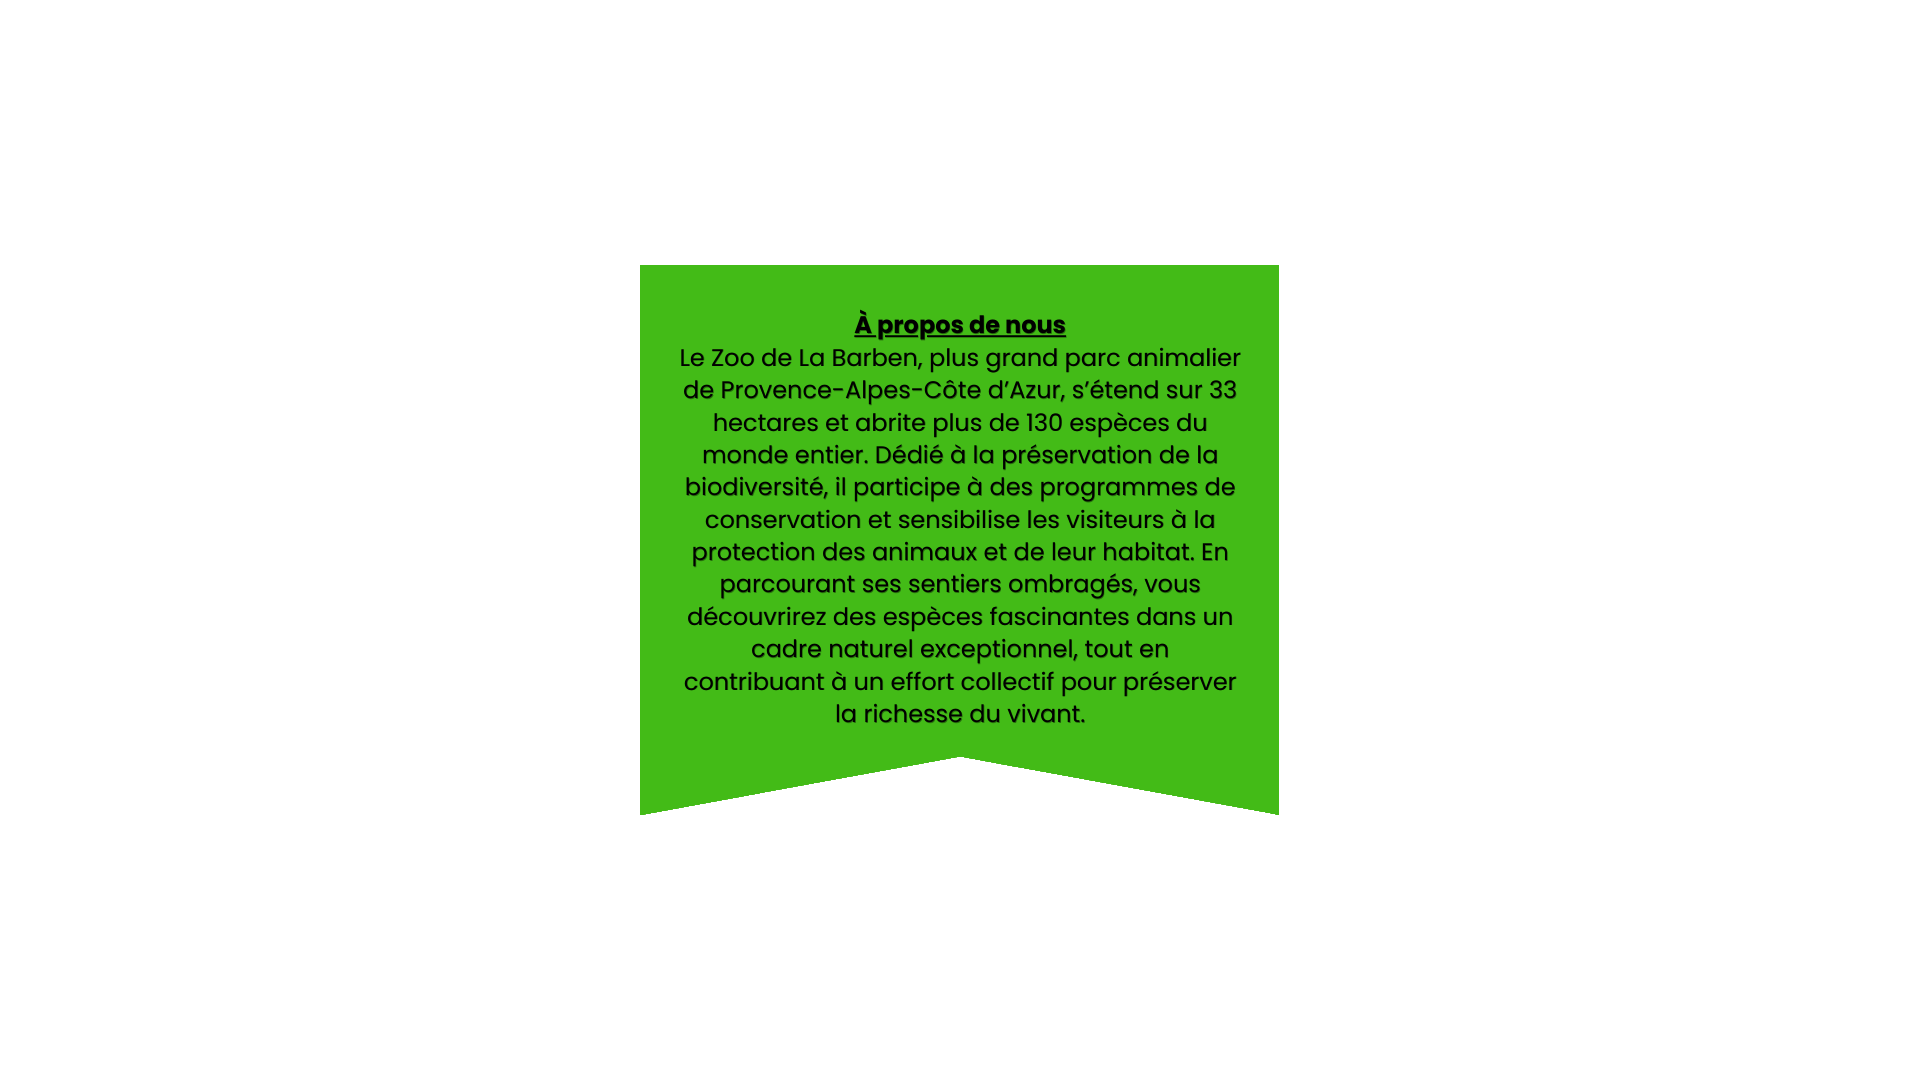 À propos de nous
Le Zoo de La Barben, plus grand parc animalier
de Provence-Alpes-Côte d’Azur, s’étend sur 33
hectares et abrite plus de 130 espèces du
monde entier. Dédié à la préservation de la
biodiversité, il participe à des programmes de
conservation et sensibilise les visiteurs à la
protection des animaux et de leur habitat. En
parcourant ses sentiers ombragés, vous
découvrirez des espèces fascinantes dans un
cadre naturel exceptionnel, tout en
contribuant à un effort collectif pour préserver
la richesse du vivant.